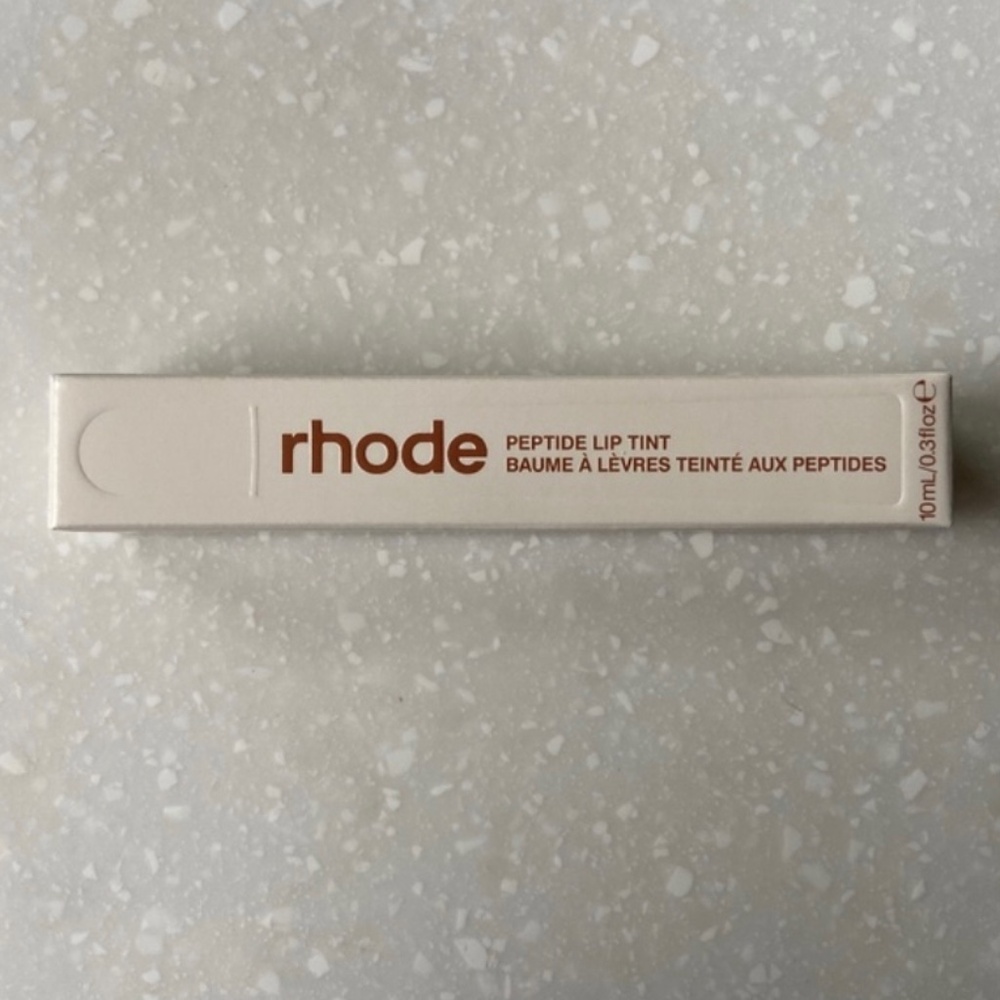 rhode
PEPTIDE LIP TINT
BAUME À LÈVRES TEINTÉ AUX PEPTIDES
10mL/0.3floz℮